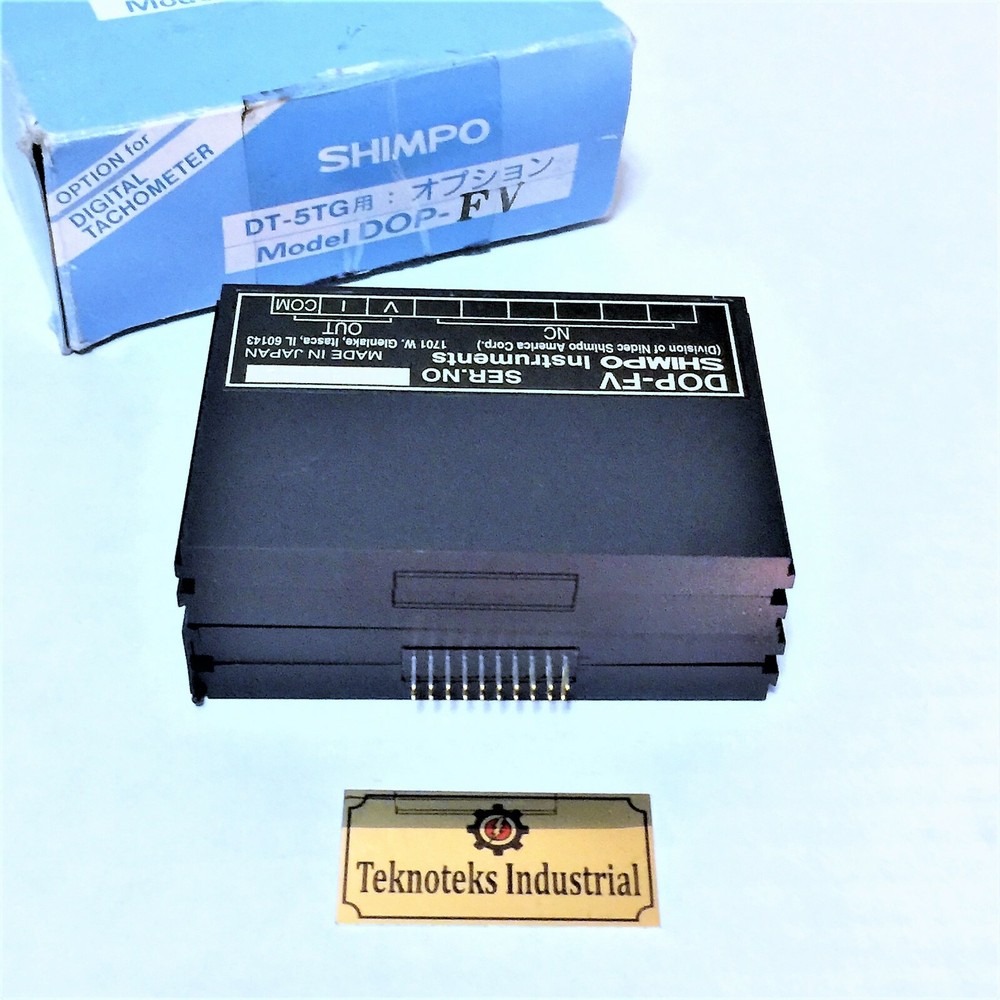 OPTION for
DIGITAL
TACHOMETER
SHIMPO
DT-5TG用：オプション
Model DOP-FV
DOP-FV SER.NO
SHIMPO Instruments MADE IN JAPAN
(Division of Nidec Shimpo America Corp.) 1701 W. Glenlake, Itasca, IL 60143
NC OUT
V I COM
Teknoteks Industrial